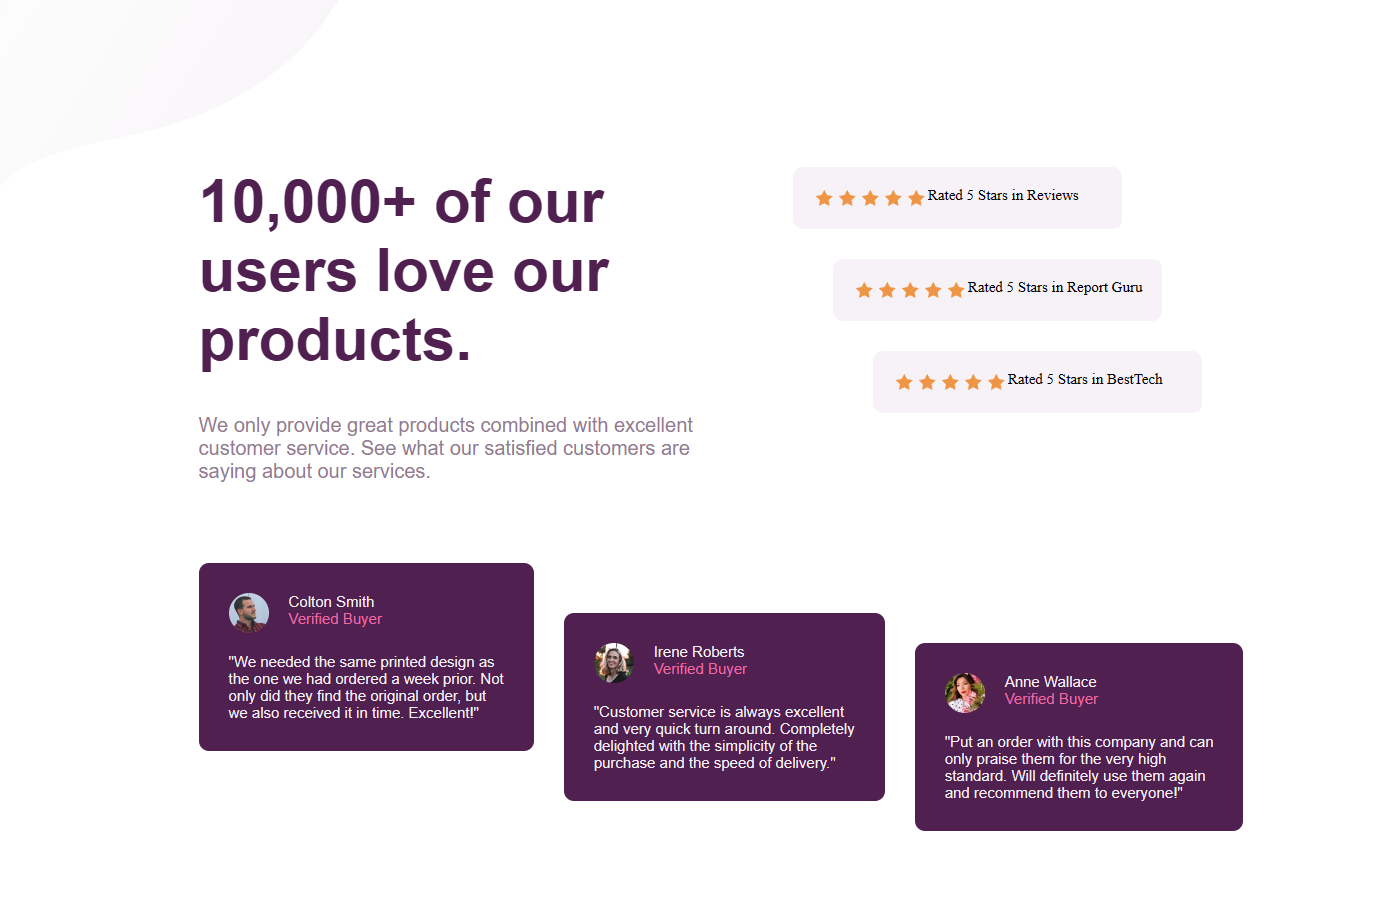 10,000+ of our
users love our
products.
We only provide great products combined with excellent
customer service. See what our satisfied customers are
saying about our services.
Rated 5 Stars in Reviews
Rated 5 Stars in Report Guru
Rated 5 Stars in BestTech
Colton Smith
Verified Buyer
"We needed the same printed design as
the one we had ordered a week prior. Not
only did they find the original order, but
we also received it in time. Excellent!"
Irene Roberts
Verified Buyer
"Customer service is always excellent
and very quick turn around. Completely
delighted with the simplicity of the
purchase and the speed of delivery."
Anne Wallace
Verified Buyer
"Put an order with this company and can
only praise them for the very high
standard. Will definitely use them again
and recommend them to everyone!"